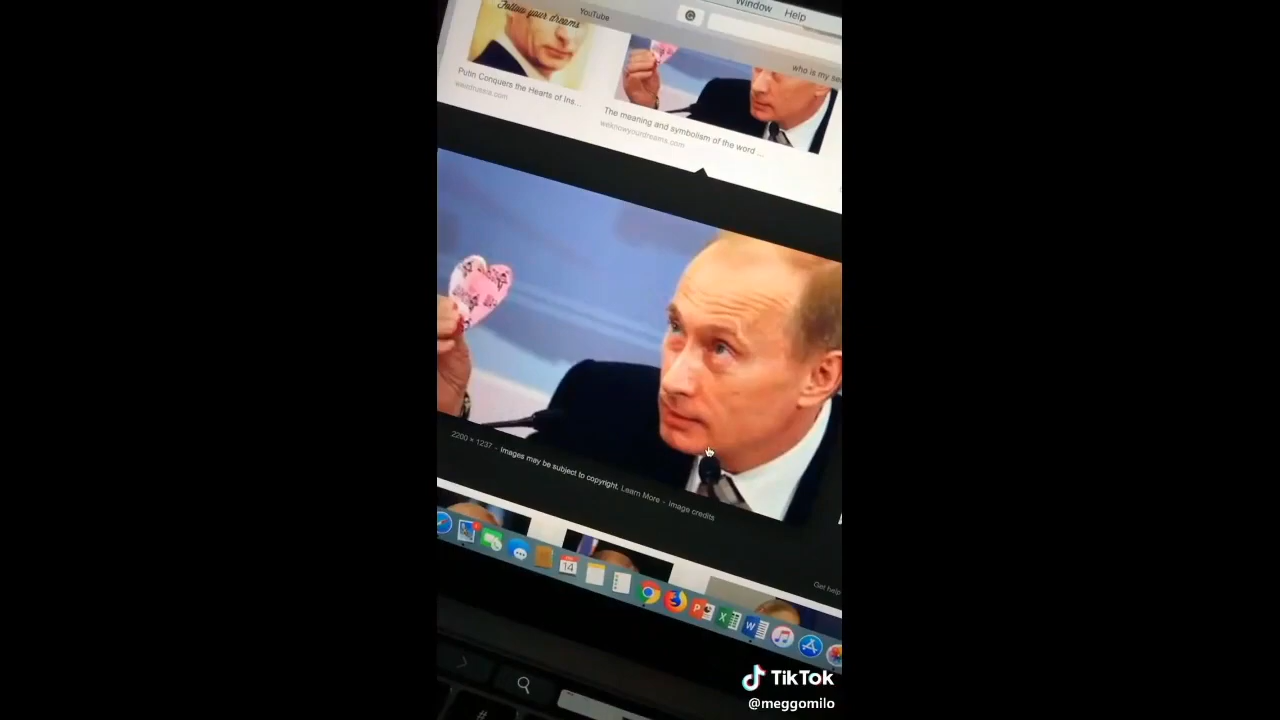 Window Help
Follow your dreams
YouTube
who is my se
Putin Conquers the Hearts of Ins...
weirdrussia.com
The meaning and symbolism of the word ...
weknowyourdreams.com
2200 × 1237 - Images may be subject to copyright. Learn More - Image credits
Get help
14
TikTok
@meggomilo